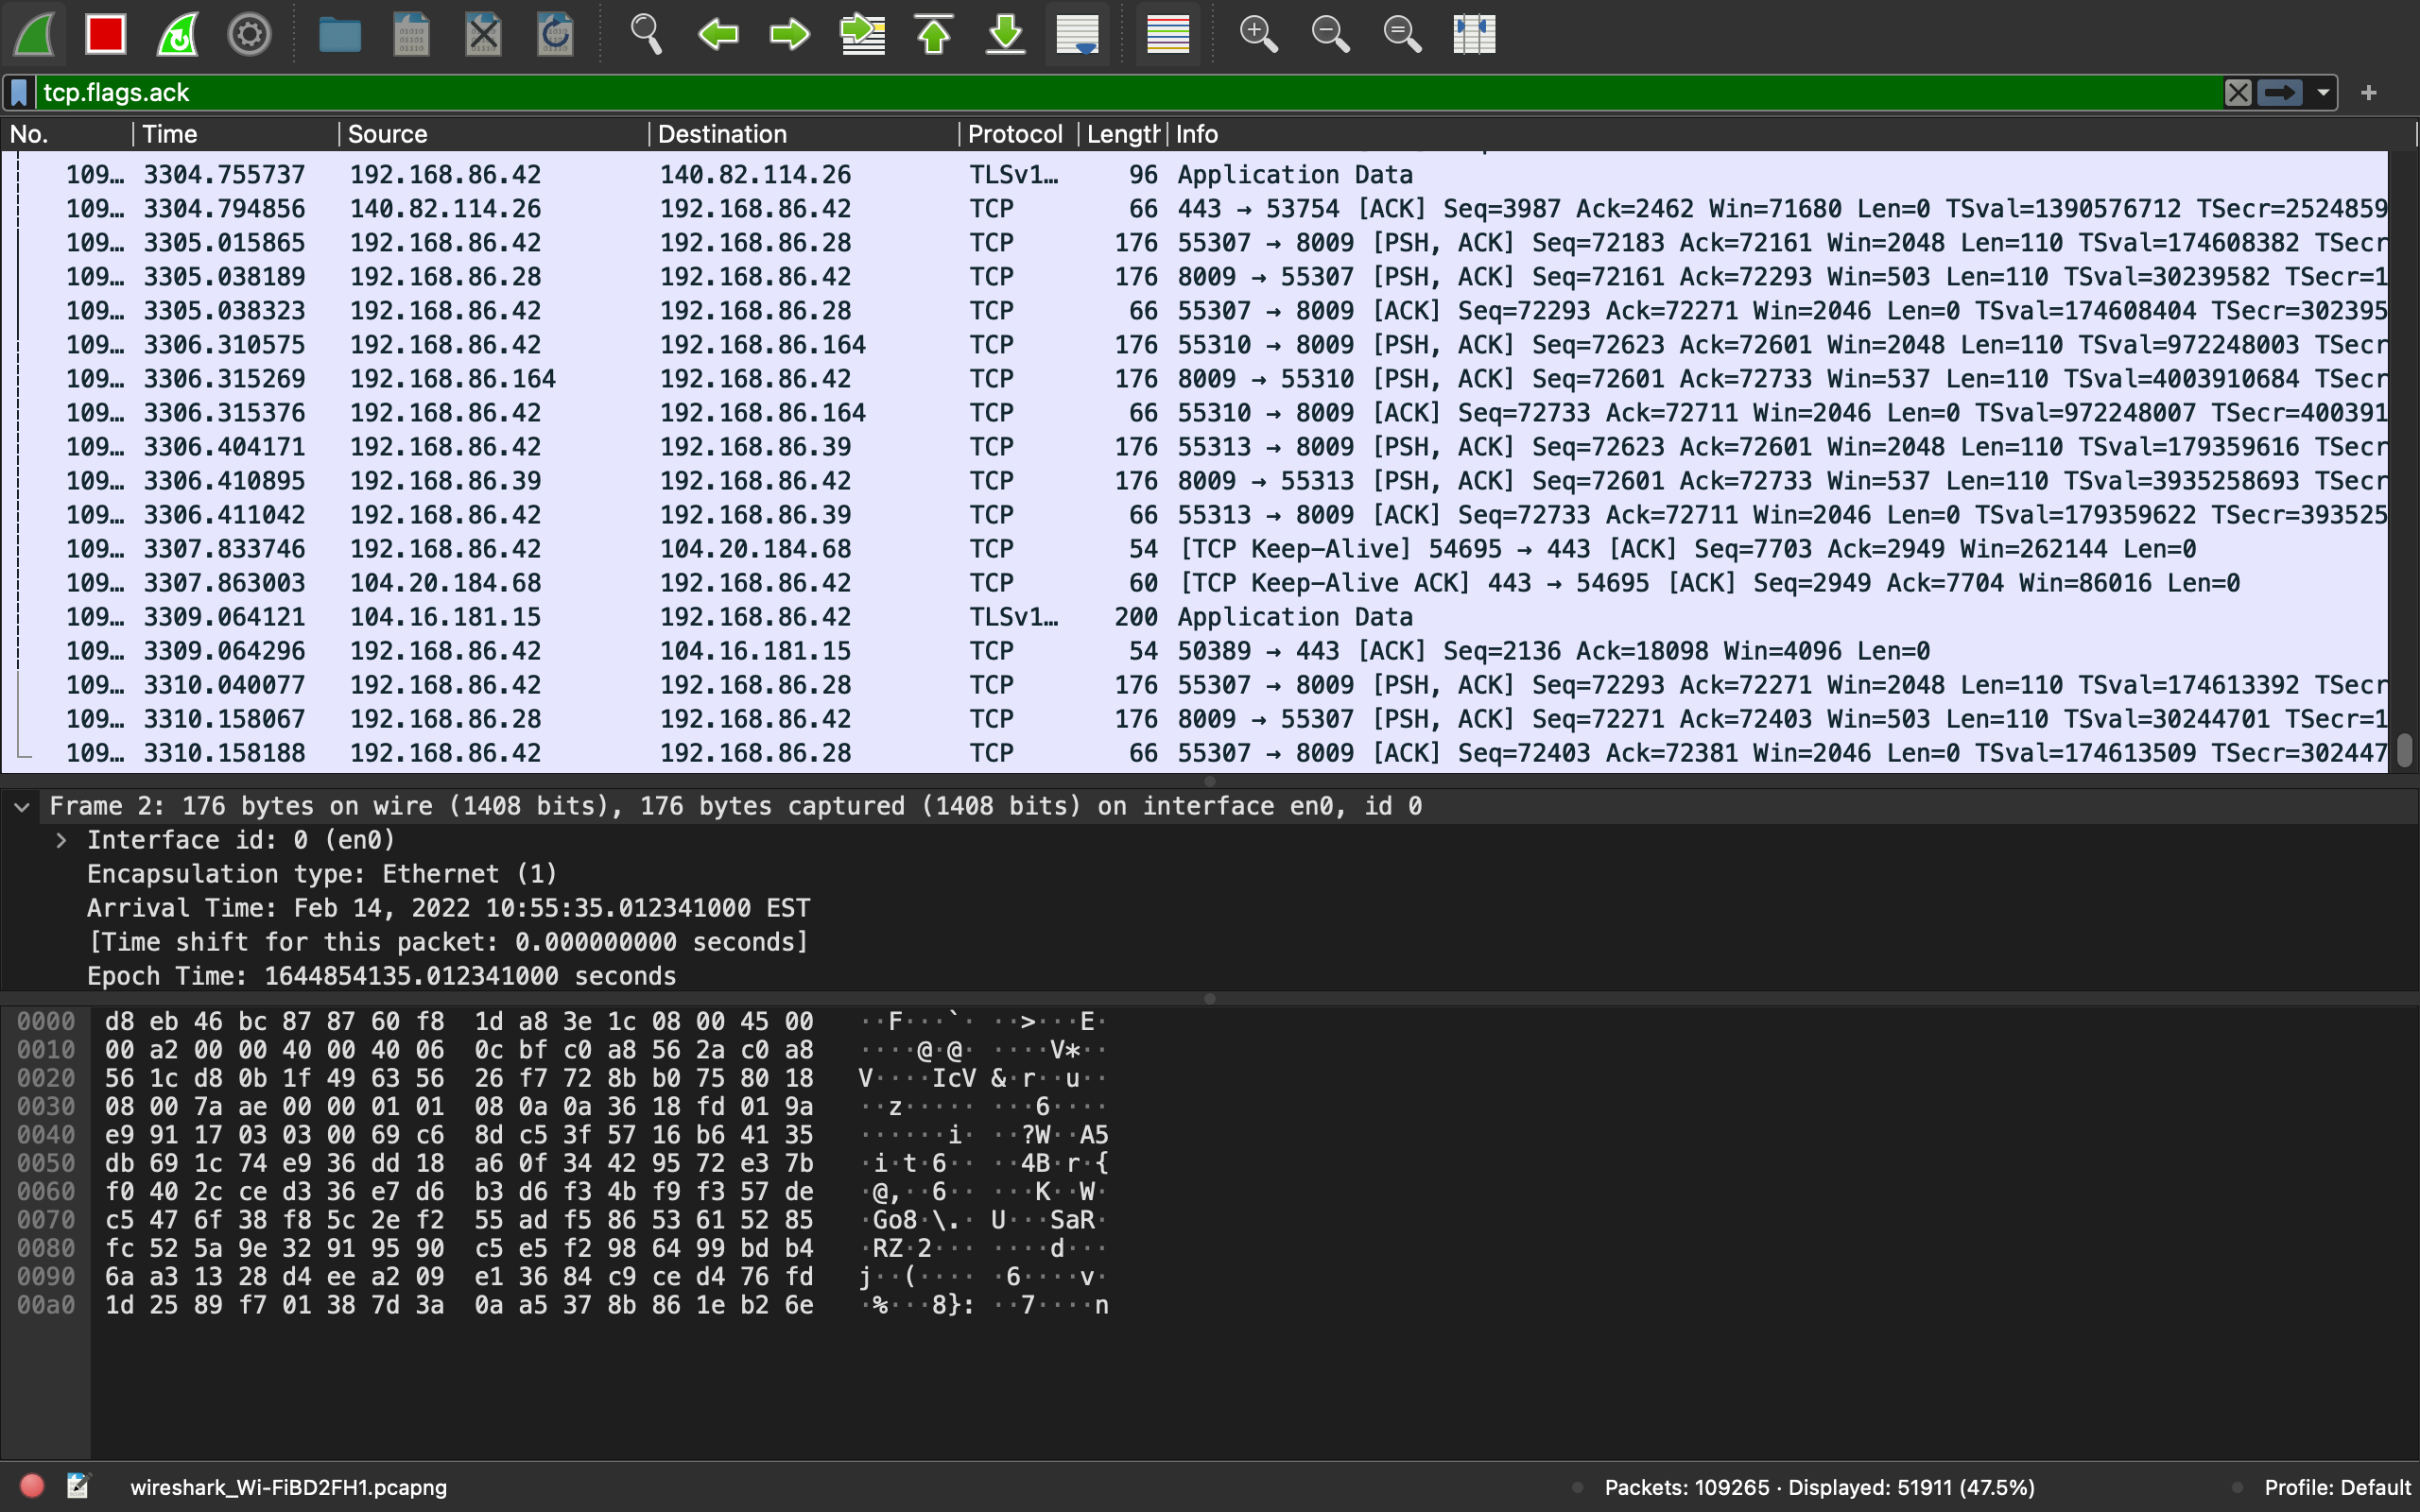 tcp.flags.ack
No. Time Source Destination Protocol Length Info
109… 3304.755737 192.168.86.42 140.82.114.26 TLSv1… 96 Application Data
109… 3304.794856 140.82.114.26 192.168.86.42 TCP 66 443 → 53754 [ACK] Seq=3987 Ack=2462 Win=71680 Len=0 TSval=1390576712 TSecr=2524859
109… 3305.015865 192.168.86.42 192.168.86.28 TCP 176 55307 → 8009 [PSH, ACK] Seq=72183 Ack=72161 Win=2048 Len=110 TSval=174608382 TSecr
109… 3305.038189 192.168.86.28 192.168.86.42 TCP 176 8009 → 55307 [PSH, ACK] Seq=72161 Ack=72293 Win=503 Len=110 TSval=30239582 TSecr=1
109… 3305.038323 192.168.86.42 192.168.86.28 TCP 66 55307 → 8009 [ACK] Seq=72293 Ack=72271 Win=2046 Len=0 TSval=174608404 TSecr=302395
109… 3306.310575 192.168.86.42 192.168.86.164 TCP 176 55310 → 8009 [PSH, ACK] Seq=72623 Ack=72601 Win=2048 Len=110 TSval=972248003 TSecr
109… 3306.315269 192.168.86.164 192.168.86.42 TCP 176 8009 → 55310 [PSH, ACK] Seq=72601 Ack=72733 Win=537 Len=110 TSval=4003910684 TSecr
109… 3306.315376 192.168.86.42 192.168.86.164 TCP 66 55310 → 8009 [ACK] Seq=72733 Ack=72711 Win=2046 Len=0 TSval=972248007 TSecr=400391
109… 3306.404171 192.168.86.42 192.168.86.39 TCP 176 55313 → 8009 [PSH, ACK] Seq=72623 Ack=72601 Win=2048 Len=110 TSval=179359616 TSecr
109… 3306.410895 192.168.86.39 192.168.86.42 TCP 176 8009 → 55313 [PSH, ACK] Seq=72601 Ack=72733 Win=537 Len=110 TSval=3935258693 TSecr
109… 3306.411042 192.168.86.42 192.168.86.39 TCP 66 55313 → 8009 [ACK] Seq=72733 Ack=72711 Win=2046 Len=0 TSval=179359622 TSecr=393525
109… 3307.833746 192.168.86.42 104.20.184.68 TCP 54 [TCP Keep-Alive] 54695 → 443 [ACK] Seq=7703 Ack=2949 Win=262144 Len=0
109… 3307.863003 104.20.184.68 192.168.86.42 TCP 60 [TCP Keep-Alive ACK] 443 → 54695 [ACK] Seq=2949 Ack=7704 Win=86016 Len=0
109… 3309.064121 104.16.181.15 192.168.86.42 TLSv1… 200 Application Data
109… 3309.064296 192.168.86.42 104.16.181.15 TCP 54 50389 → 443 [ACK] Seq=2136 Ack=18098 Win=4096 Len=0
109… 3310.040077 192.168.86.42 192.168.86.28 TCP 176 55307 → 8009 [PSH, ACK] Seq=72293 Ack=72271 Win=2048 Len=110 TSval=174613392 TSecr
109… 3310.158067 192.168.86.28 192.168.86.42 TCP 176 8009 → 55307 [PSH, ACK] Seq=72271 Ack=72403 Win=503 Len=110 TSval=30244701 TSecr=1
109… 3310.158188 192.168.86.42 192.168.86.28 TCP 66 55307 → 8009 [ACK] Seq=72403 Ack=72381 Win=2046 Len=0 TSval=174613509 TSecr=302447
Frame 2: 176 bytes on wire (1408 bits), 176 bytes captured (1408 bits) on interface en0, id 0
Interface id: 0 (en0)
Encapsulation type: Ethernet (1)
Arrival Time: Feb 14, 2022 10:55:35.012341000 EST
[Time shift for this packet: 0.000000000 seconds]
Epoch Time: 1644854135.012341000 seconds
0000 d8 eb 46 bc 87 87 60 f8 1d a8 3e 1c 08 00 45 00 ··F···`· ··>···E·
0010 00 a2 00 00 40 00 40 06 0c bf c0 a8 56 2a c0 a8 ····@·@· ····V*··
0020 56 1c d8 0b 1f 49 63 56 26 f7 72 8b b0 75 80 18 V····IcV &·r··u··
0030 08 00 7a ae 00 00 01 01 08 0a 0a 36 18 fd 01 9a ··z····· ···6····
0040 e9 91 17 03 03 00 69 c6 8d c5 3f 57 16 b6 41 35 ······i· ··?W··A5
0050 db 69 1c 74 e9 36 dd 18 a6 0f 34 42 95 72 e3 7b ·i·t·6·· ··4B·r·{
0060 f0 40 2c ce d3 36 e7 d6 b3 d6 f3 4b f9 f3 57 de ·@,··6·· ···K··W·
0070 c5 47 6f 38 f8 5c 2e f2 55 ad f5 86 53 61 52 85 ·Go8·\.· U···SaR·
0080 fc 52 5a 9e 32 91 95 90 c5 e5 f2 98 64 99 bd b4 ·RZ·2··· ····d···
0090 6a a3 13 28 d4 ee a2 09 e1 36 84 c9 ce d4 76 fd j··(···· ·6····v·
00a0 1d 25 89 f7 01 38 7d 3a 0a a5 37 8b 86 1e b2 6e ·%···8}: ··7····n
wireshark_Wi-FiBD2FH1.pcapng Packets: 109265 · Displayed: 51911 (47.5%) Profile: Default